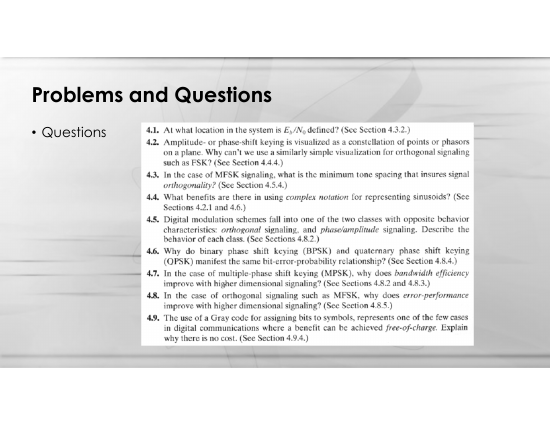 Problems and Questions
• Questions
4.1. At what location in the system is Eb/N0 defined? (See Section 4.3.2.)
4.2. Amplitude- or phase-shift keying is visualized as a constellation of points or phasors
on a plane. Why can't we use a similarly simple visualization for orthogonal signaling
such as FSK? (See Section 4.4.4.)
4.3. In the case of MFSK signaling, what is the minimum tone spacing that insures signal
orthogonality? (See Section 4.5.4.)
4.4. What benefits are there in using complex notation for representing sinusoids? (See
Sections 4.2.1 and 4.6.)
4.5. Digital modulation schemes fall into one of the two classes with opposite behavior
characteristics: orthogonal signaling, and phase/amplitude signaling. Describe the
behavior of each class. (See Sections 4.8.2.)
4.6. Why do binary phase shift keying (BPSK) and quaternary phase shift keying
(QPSK) manifest the same bit-error-probability relationship? (See Section 4.8.4.)
4.7. In the case of multiple-phase shift keying (MPSK), why does bandwidth efficiency
improve with higher dimensional signaling? (See Sections 4.8.2 and 4.8.3.)
4.8. In the case of orthogonal signaling such as MFSK, why does error-performance
improve with higher dimensional signaling? (See Section 4.8.5.)
4.9. The use of a Gray code for assigning bits to symbols, represents one of the few cases
in digital communications where a benefit can be achieved free-of-charge. Explain
why there is no cost. (See Section 4.9.4.)